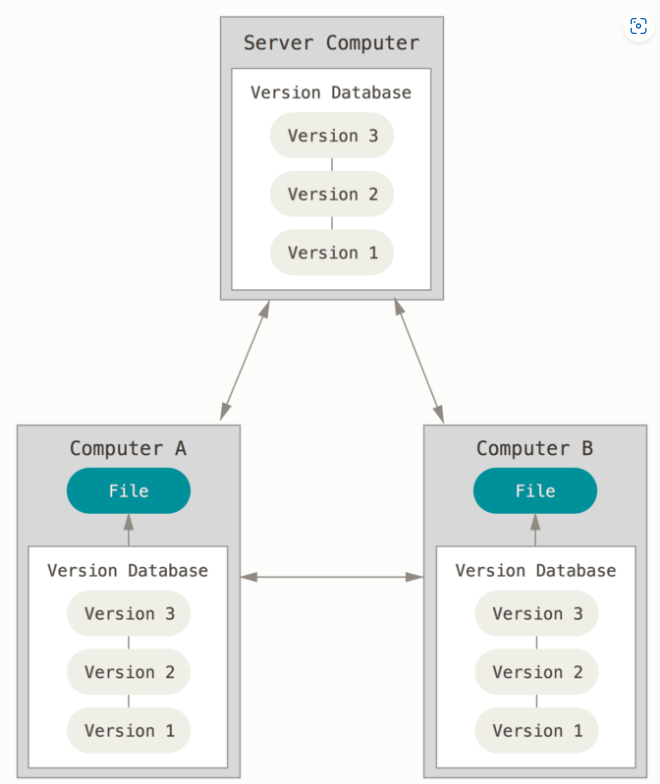 Server Computer
Version Database
Version 3
Version 2
Version 1
Computer A
File
Version Database
Version 3
Version 2
Version 1
Computer B
File
Version Database
Version 3
Version 2
Version 1